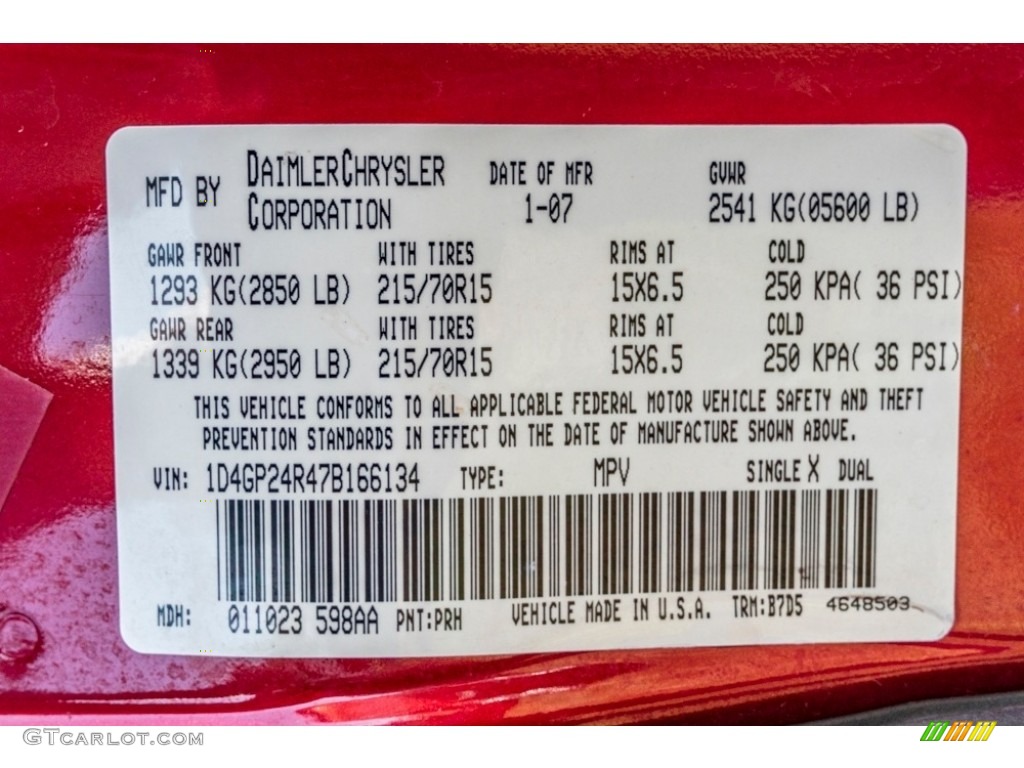 MFD BY DAIMLERCHRYSLER CORPORATION DATE OF MFR 1-07 GVWR 2541 KG(05600 LB)
GAWR FRONT WITH TIRES RIMS AT COLD
1293 KG(2850 LB) 215/70R15 15X6.5 250 KPA( 36 PSI)
GAWR REAR WITH TIRES RIMS AT COLD
1339 KG(2950 LB) 215/70R15 15X6.5 250 KPA( 36 PSI)
THIS VEHICLE CONFORMS TO ALL APPLICABLE FEDERAL MOTOR VEHICLE SAFETY AND THEFT
PREVENTION STANDARDS IN EFFECT ON THE DATE OF MANUFACTURE SHOWN ABOVE.
VIN: 1D4GP24R47B166134 TYPE: MPV SINGLE X DUAL
MDH: 011023 598AA PNT:PRH VEHICLE MADE IN U.S.A. TRM:B7D5 4648503
GTCARLOT.COM